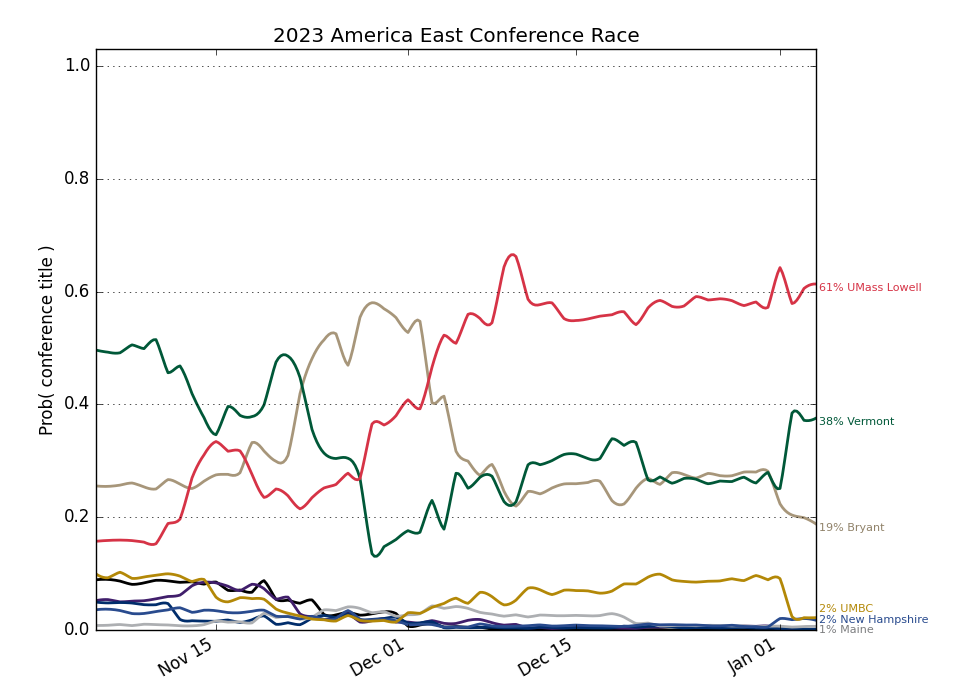 2023 America East Conference Race
Prob( conference title )
1.0
0.8
0.6
0.4
0.2
0.0
Nov 15
Dec 01
Dec 15
Jan 01
61% UMass Lowell
38% Vermont
19% Bryant
2% UMBC
2% New Hampshire
1% Maine